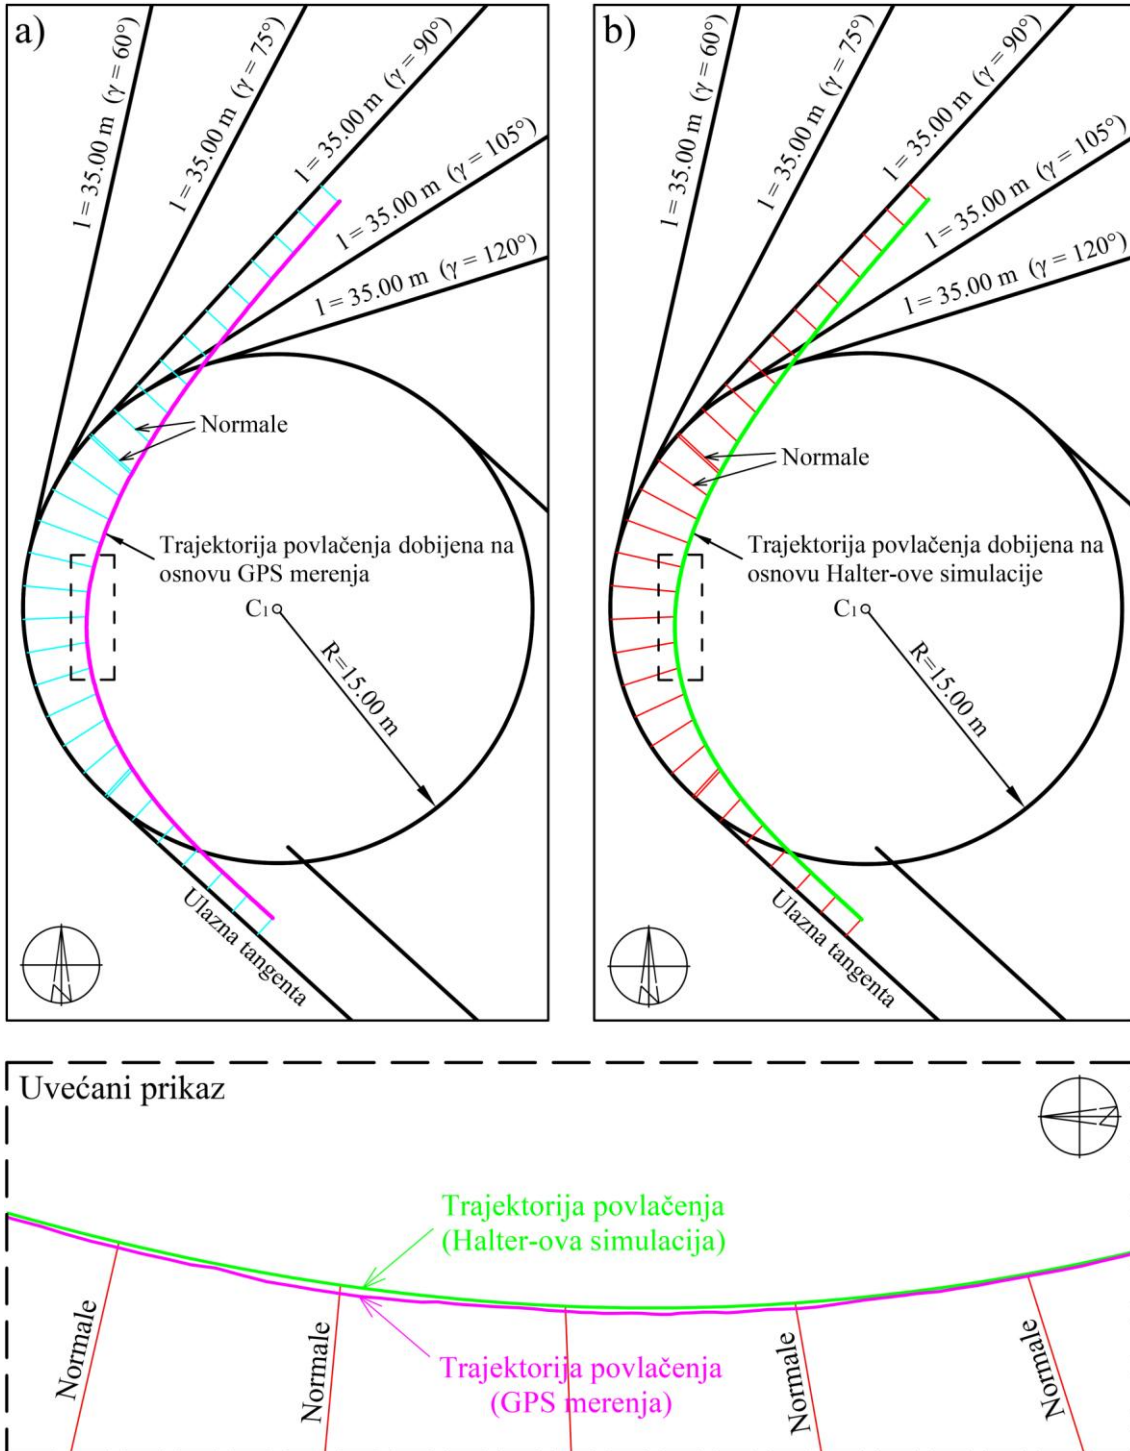 a)
l = 35.00 m (γ = 60°)
l = 35.00 m (γ = 75°)
l = 35.00 m (γ = 90°)
l = 35.00 m (γ = 105°)
l = 35.00 m (γ = 120°)
Normale
Trajektorija povlačenja dobijena na
osnovu GPS merenja
C1
R=15.00 m
Ulazna tangenta
N
b)
l = 35.00 m (γ = 60°)
l = 35.00 m (γ = 75°)
l = 35.00 m (γ = 90°)
l = 35.00 m (γ = 105°)
l = 35.00 m (γ = 120°)
Normale
Trajektorija povlačenja dobijena na
osnovu Halter-ove simulacije
C1
R=15.00 m
Ulazna tangenta
N
Uvećani prikaz
N
Trajektorija povlačenja
(Halter-ova simulacija)
Normale
Normale
Trajektorija povlačenja
(GPS merenja)
Normale
Normale